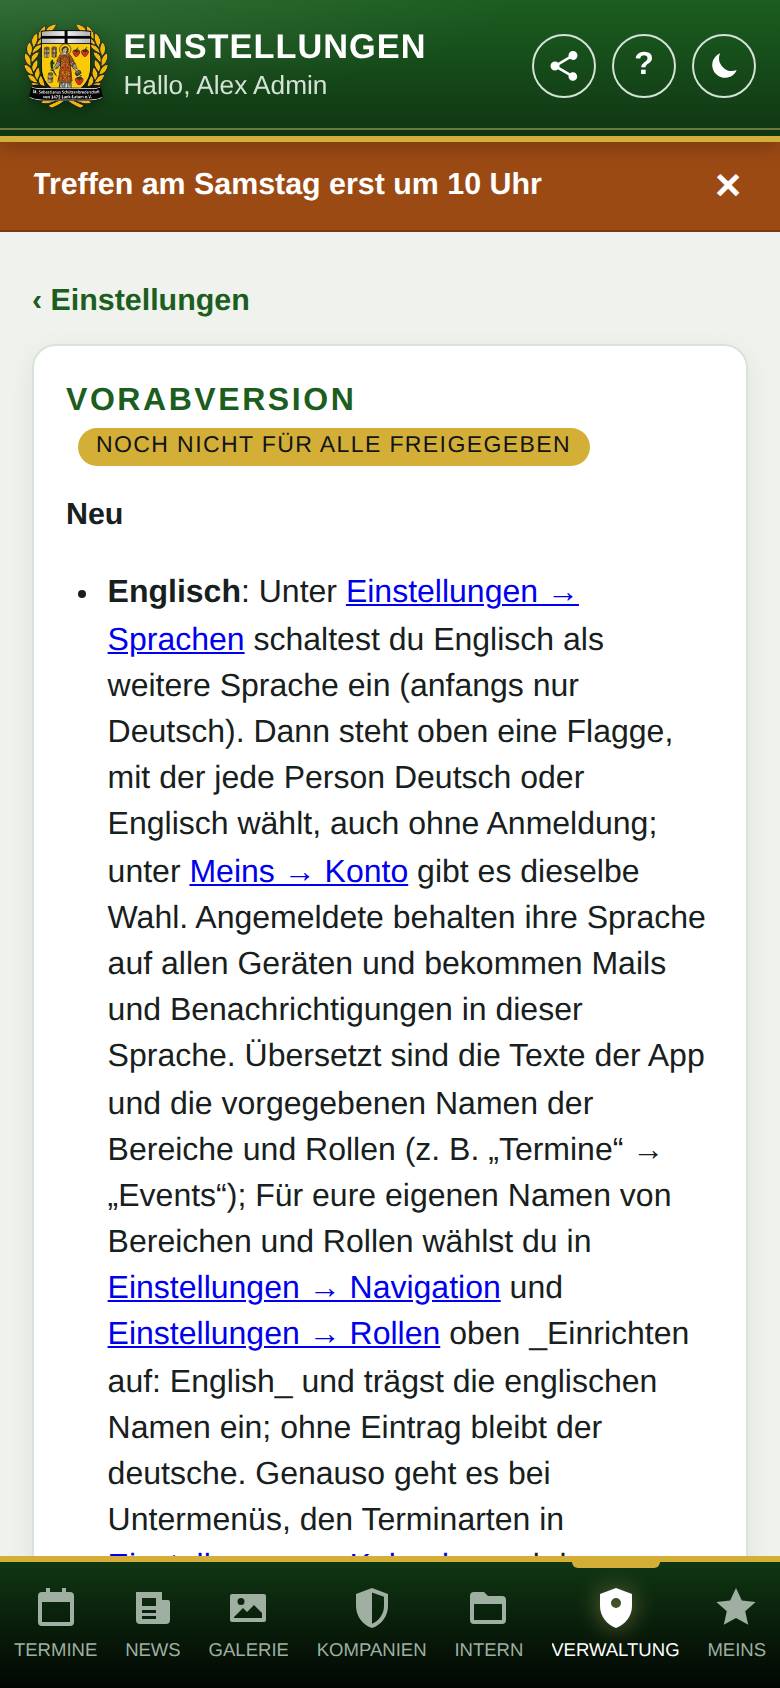 EINSTELLUNGEN
Hallo, Alex Admin
?
Treffen am Samstag erst um 10 Uhr
×
‹ Einstellungen
VORABVERSION
NOCH NICHT FÜR ALLE FREIGEGEBEN
Neu
• Englisch: Unter Einstellungen →
Sprachen schaltest du Englisch als
weitere Sprache ein (anfangs nur
Deutsch). Dann steht oben eine Flagge,
mit der jede Person Deutsch oder
Englisch wählt, auch ohne Anmeldung;
unter Meins → Konto gibt es dieselbe
Wahl. Angemeldete behalten ihre Sprache
auf allen Geräten und bekommen Mails
und Benachrichtigungen in dieser
Sprache. Übersetzt sind die Texte der App
und die vorgegebenen Namen der
Bereiche und Rollen (z. B. „Termine“ →
„Events“); Für eure eigenen Namen von
Bereichen und Rollen wählst du in
Einstellungen → Navigation und
Einstellungen → Rollen oben _Einrichten
auf: English_ und trägst die englischen
Namen ein; ohne Eintrag bleibt der
deutsche. Genauso geht es bei
Untermenüs, den Terminarten in
TERMINE
NEWS
GALERIE
KOMPANIEN
INTERN
VERWALTUNG
MEINS